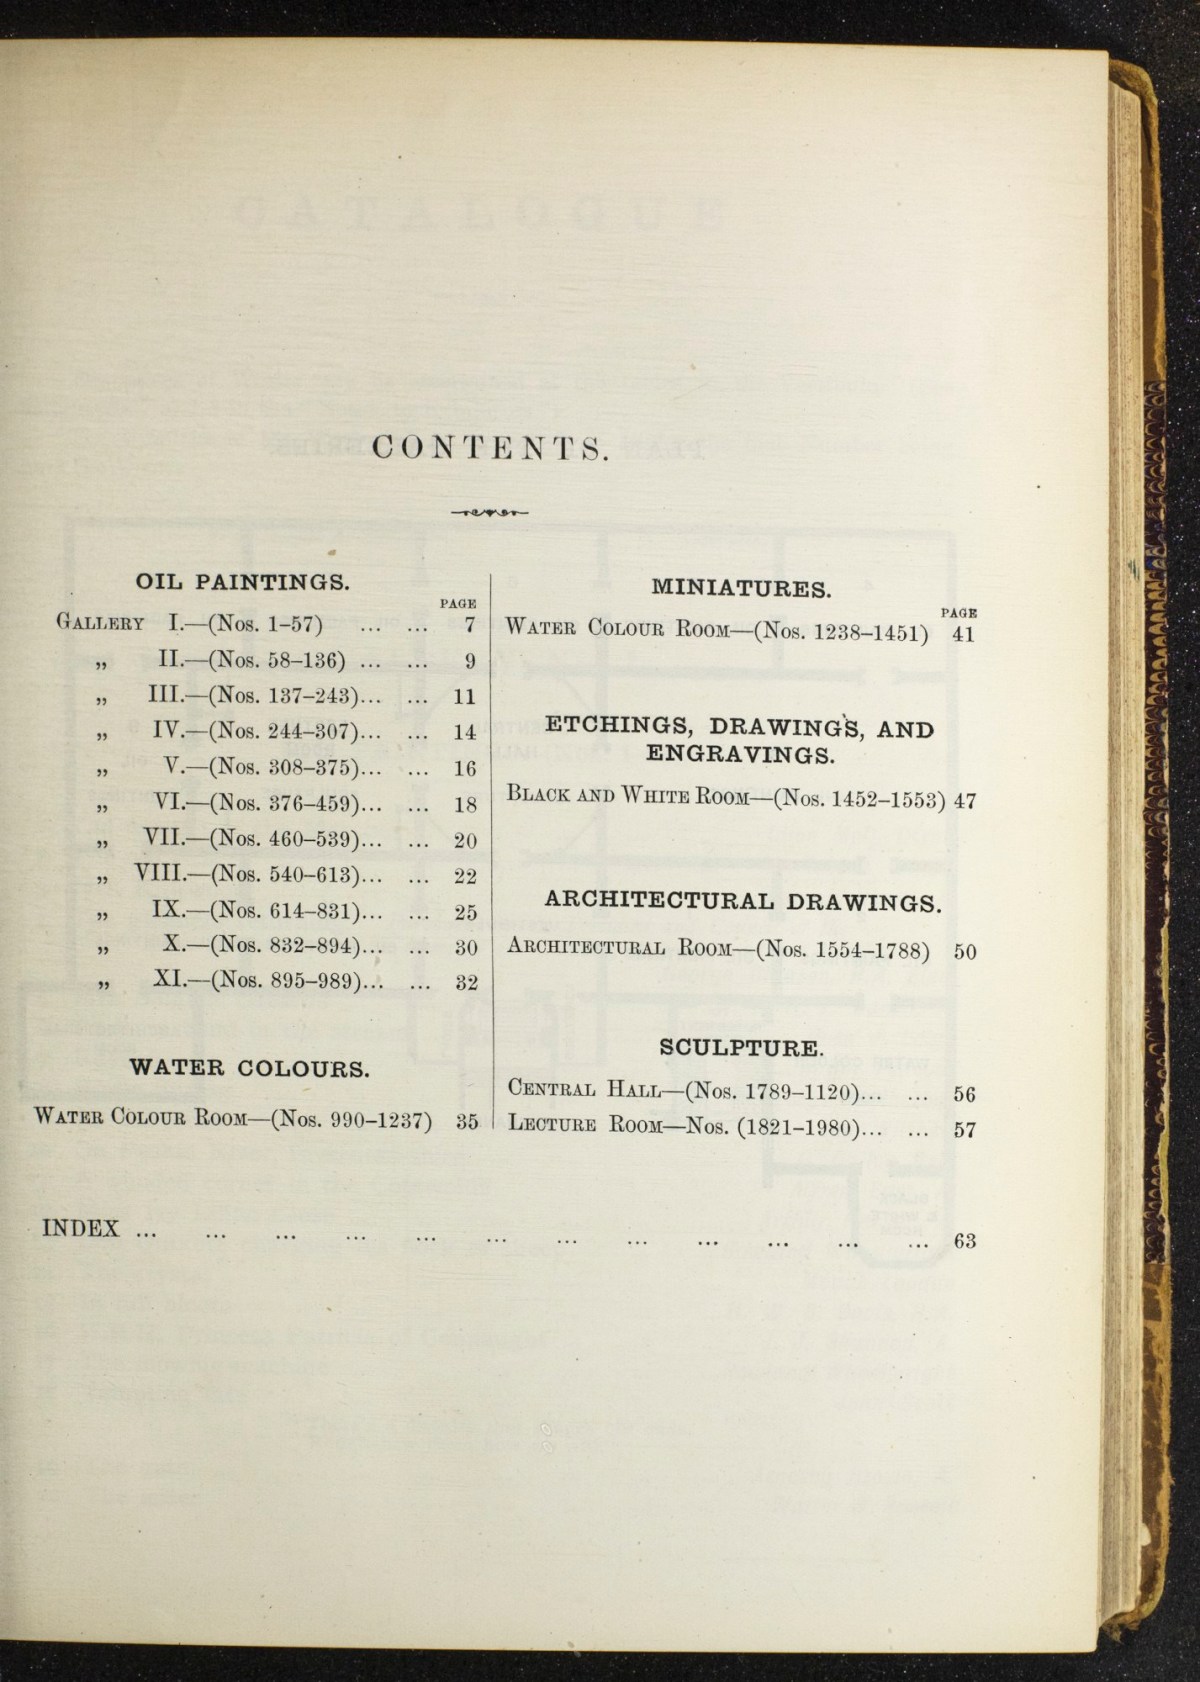 CONTENTS.
OIL PAINTINGS.
PAGE
GALLERY I.—(Nos. 1–57) ... ... 7
„ II.—(Nos. 58–136) ... ... 9
„ III.—(Nos. 137–243)... ... 11
„ IV.—(Nos. 244–307)... ... 14
„ V.—(Nos. 308–375)... ... 16
„ VI.—(Nos. 376–459)... ... 18
„ VII.—(Nos. 460–539)... ... 20
„ VIII.—(Nos. 540–613)... ... 22
„ IX.—(Nos. 614–831)... ... 25
„ X.—(Nos. 832–894)... ... 30
„ XI.—(Nos. 895–989)... ... 32
WATER COLOURS.
WATER COLOUR ROOM—(Nos. 990–1237) 35
MINIATURES.
PAGE
WATER COLOUR ROOM—(Nos. 1238–1451) 41
ETCHINGS, DRAWINGS, AND
ENGRAVINGS.
BLACK AND WHITE ROOM—(Nos. 1452–1553) 47
ARCHITECTURAL DRAWINGS.
ARCHITECTURAL ROOM—(Nos. 1554–1788) 50
SCULPTURE.
CENTRAL HALL—(Nos. 1789–1120)... ... 56
LECTURE ROOM—Nos. (1821–1980)... ... 57
INDEX ... ... ... ... ... ... ... ... ... ... ... ... 63